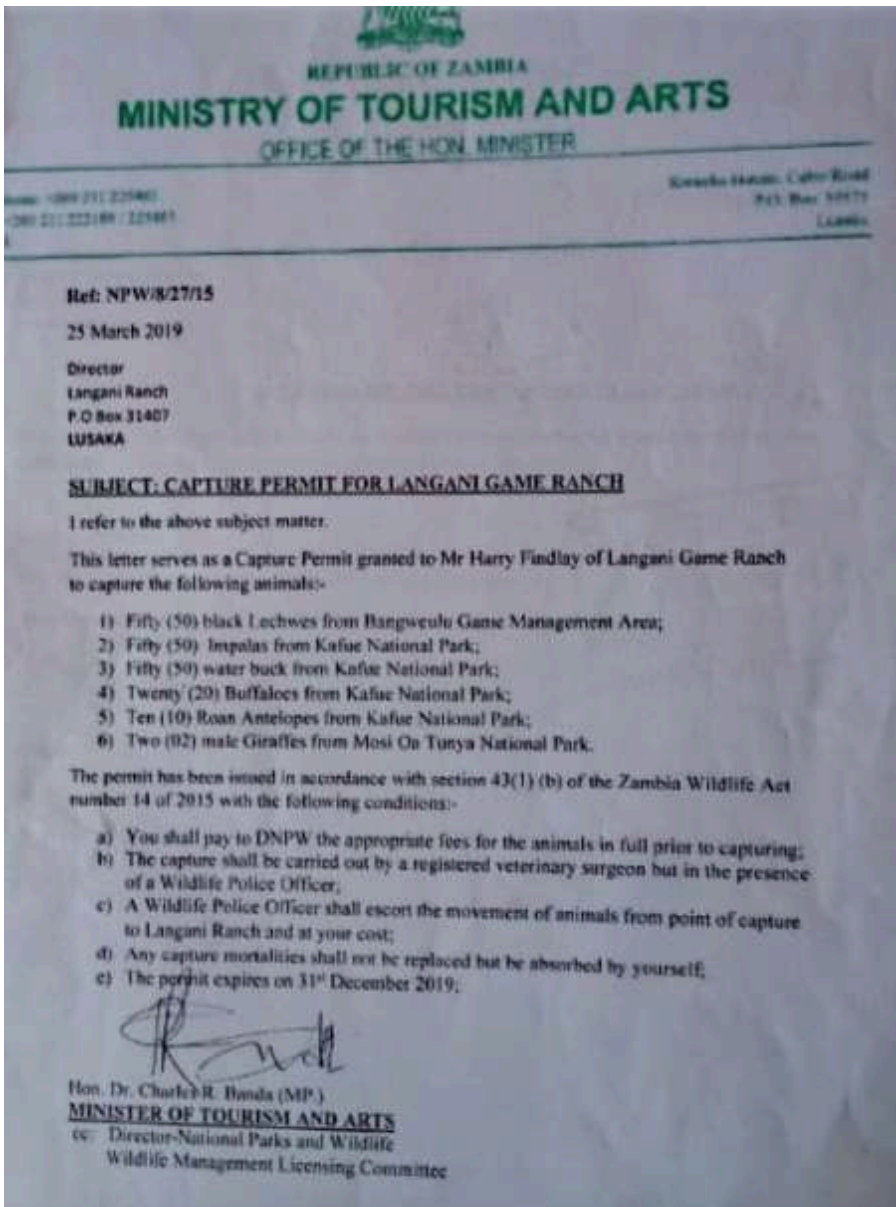 REPUBLIC OF ZAMBIA
MINISTRY OF TOURISM AND ARTS
OFFICE OF THE HON. MINISTER
Cairo Road
P.O. Box
Lusaka
Ref: NPW/8/27/15
25 March 2019
Director
Langani Ranch
P.O Box 31407
LUSAKA
SUBJECT: CAPTURE PERMIT FOR LANGANI GAME RANCH
I refer to the above subject matter.
This letter serves as a Capture Permit granted to Mr Harry Findlay of Langani Game Ranch
to capture the following animals:-
1) Fifty (50) black Lechwes from Bangweulu Game Management Area;
2) Fifty (50) Impalas from Kafue National Park;
3) Fifty (50) water buck from Kafue National Park;
4) Twenty (20) Buffaloes from Kafue National Park;
5) Ten (10) Roan Antelopes from Kafue National Park;
6) Two (02) male Giraffes from Mosi On Tunya National Park.
The permit has been issued in accordance with section 43(1) (b) of the Zambia Wildlife Act
number 14 of 2015 with the following conditions:-
a) You shall pay to DNPW the appropriate fees for the animals in full prior to capturing;
b) The capture shall be carried out by a registered veterinary surgeon but in the presence
of a Wildlife Police Officer;
c) A Wildlife Police Officer shall escort the movement of animals from point of capture
to Langani Ranch and at your cost;
d) Any capture mortalities shall not be replaced but be absorbed by yourself;
e) The permit expires on 31st December 2019;
Hon. Dr. Charles R. Banda (MP.)
MINISTER OF TOURISM AND ARTS
cc: Director-National Parks and Wildlife
Wildlife Management Licensing Committee